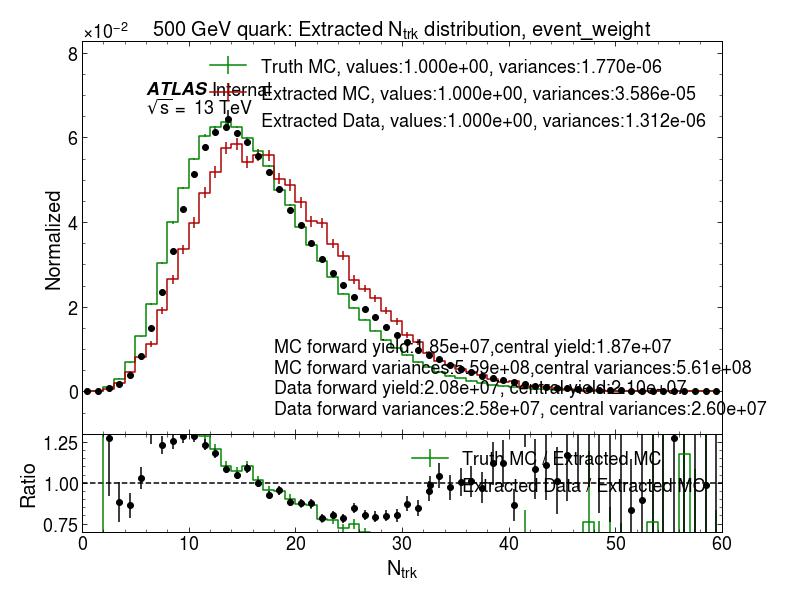 ×10⁻²
500 GeV quark: Extracted Ntrk distribution, event_weight
8
6
4
2
0
Normalized
Truth MC, values:1.000e+00, variances:1.770e-06
ATLAS Internal
Extracted MC, values:1.000e+00, variances:3.586e-05
√s = 13 TeV
Extracted Data, values:1.000e+00, variances:1.312e-06
MC forward yield:1.85e+07,central yield:1.87e+07
MC forward variances:5.59e+08,central variances:5.61e+08
Data forward yield:2.08e+07, central yield:2.10e+07
Data forward variances:2.58e+07, central variances:2.60e+07
1.25
1.00
0.75
Ratio
Truth MC / Extracted MC
Extracted Data / Extracted MC
0 10 20 30 40 50 60
Ntrk